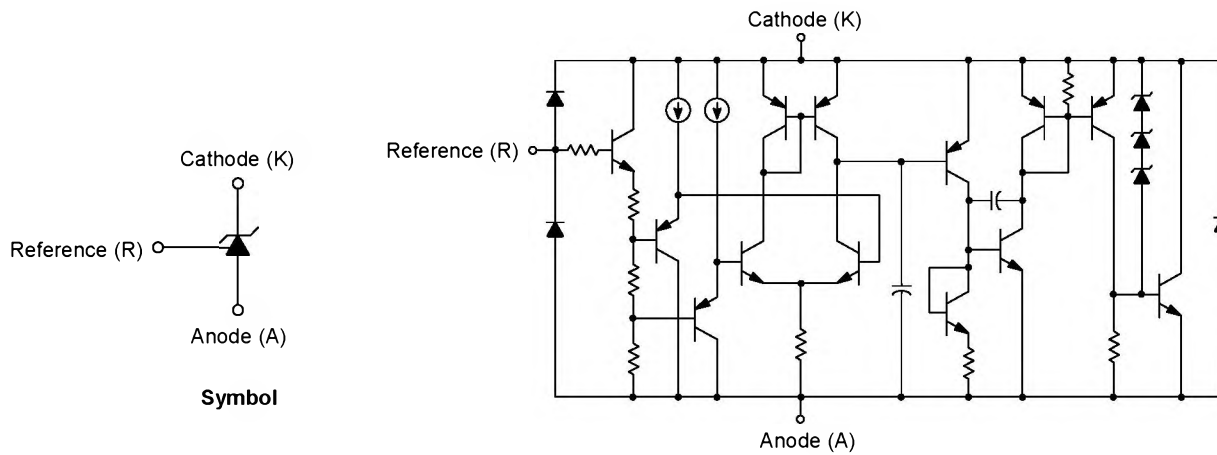 Cathode (K)
Reference (R)
Anode (A)
Symbol
Cathode (K)
Reference (R)
Anode (A)